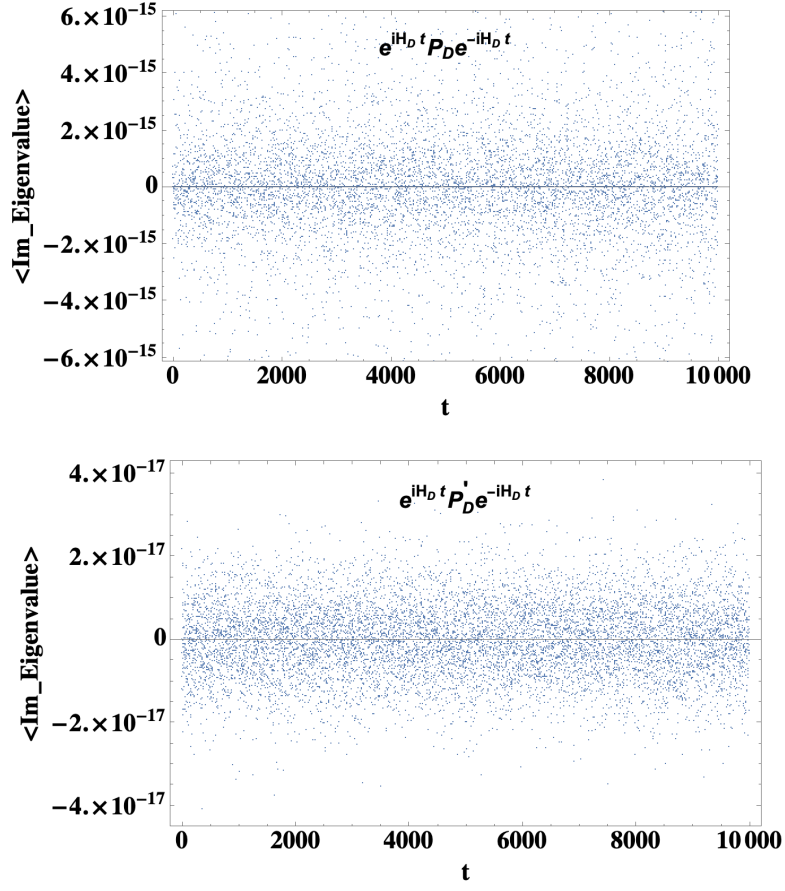 6.×10⁻¹⁵
e^{iH_D t} P_D e^{-iH_D t}
4.×10⁻¹⁵
2.×10⁻¹⁵
0
−2.×10⁻¹⁵
−4.×10⁻¹⁵
−6.×10⁻¹⁵
<Im_Eigenvalue>
0 2000 4000 6000 8000 10 000
t
4.×10⁻¹⁷
e^{iH_D t} P'_D e^{-iH_D t}
2.×10⁻¹⁷
0
−2.×10⁻¹⁷
−4.×10⁻¹⁷
<Im_Eigenvalue>
0 2000 4000 6000 8000 10 000
t